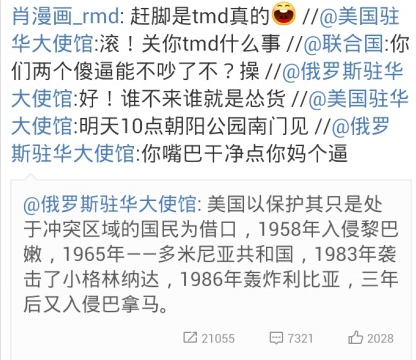 肖漫画_rmd: 赶脚是tmd真的 //@美国驻
华大使馆:滚！关你tmd什么事 //@联合国:你
们两个傻逼能不吵了不？操 //@俄罗斯驻华
大使馆:好！谁不来谁就是怂货 //@美国驻华
大使馆:明天10点朝阳公园南门见 //@俄罗
斯驻华大使馆:你嘴巴干净点你妈个逼
@俄罗斯驻华大使馆: 美国以保护其只是处
于冲突区域的国民为借口，1958年入侵黎巴
嫩，1965年——多米尼亚共和国，1983年袭
击了小格林纳达，1986年轰炸利比亚，三年
后又入侵巴拿马。
21055 7321 2028